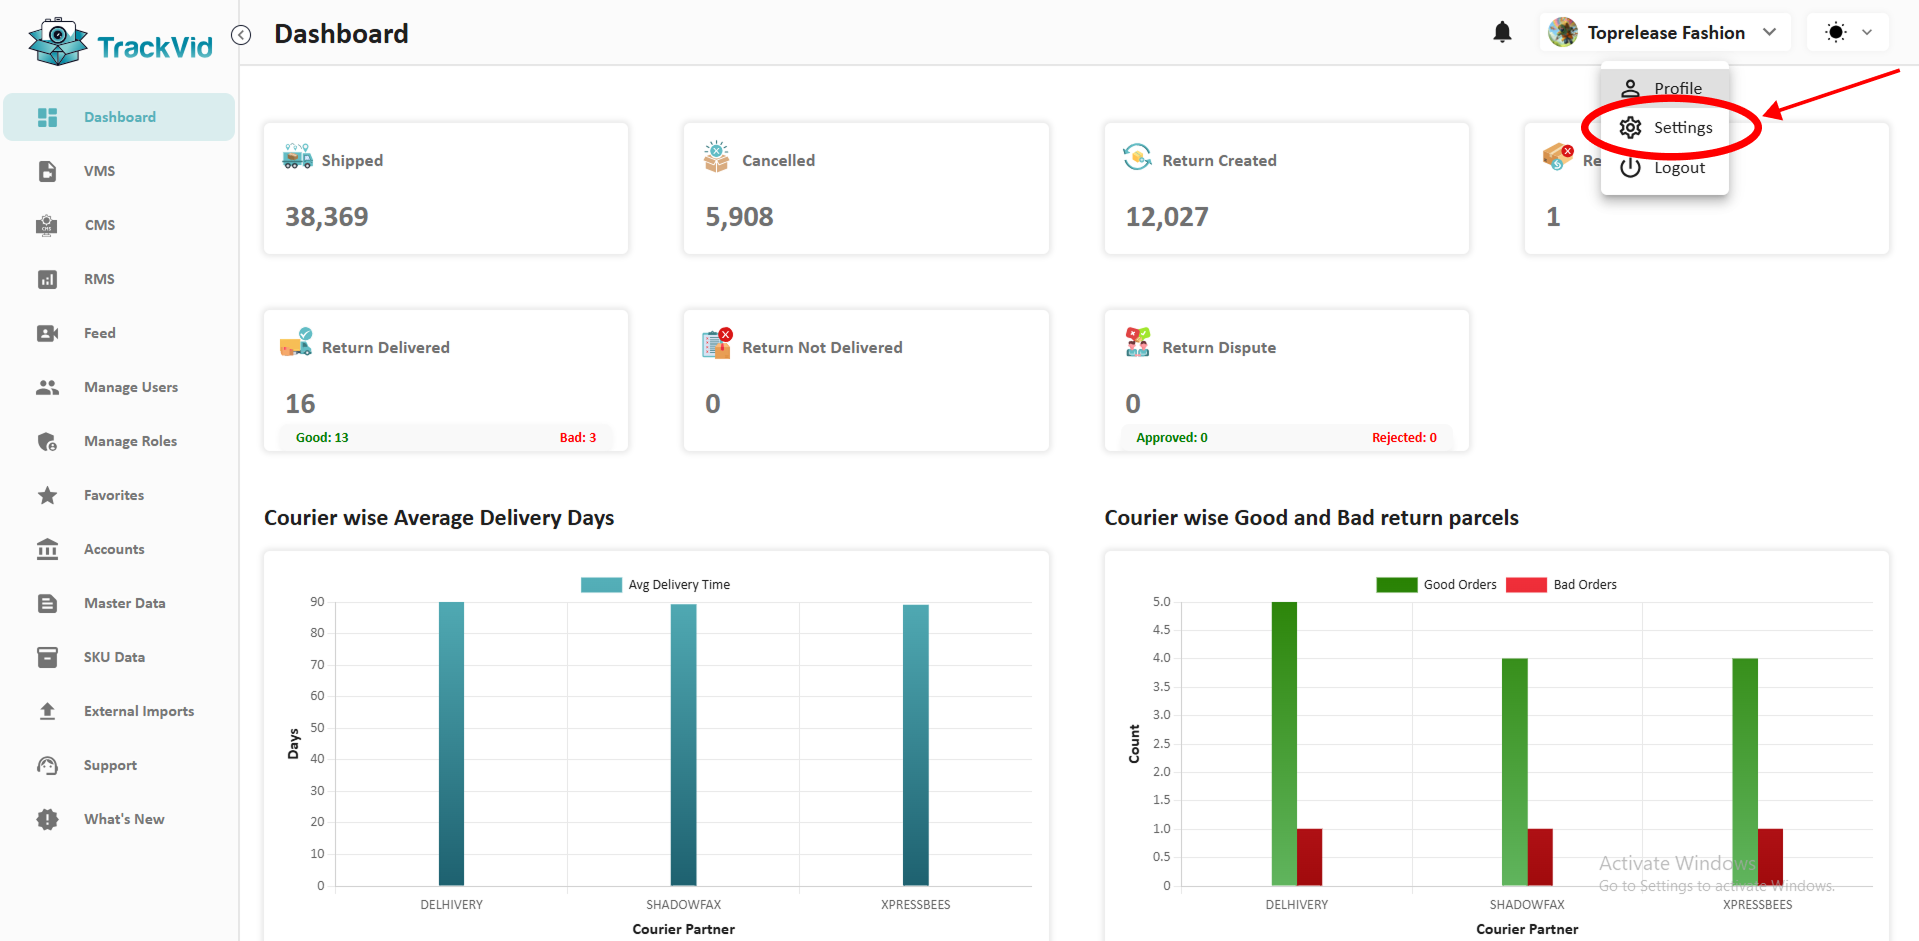 TrackVid
Dashboard
Toprelease Fashion
Profile
Settings
Logout
Dashboard
VMS
CMS
CMS
RMS
Feed
Manage Users
Manage Roles
Favorites
Accounts
Master Data
SKU Data
External Imports
Support
What's New
Shipped
38,369
Cancelled
5,908
Return Created
12,027
Re
1
Return Delivered
16
Good: 13
Bad: 3
Return Not Delivered
0
Return Dispute
0
Approved: 0
Rejected: 0
Courier wise Average Delivery Days
Avg Delivery Time
90
80
70
60
50
40
30
20
10
0
Days
DELHIVERY
SHADOWFAX
XPRESSBEES
Courier Partner
Courier wise Good and Bad return parcels
Good Orders
Bad Orders
5.0
4.5
4.0
3.5
3.0
2.5
2.0
1.5
1.0
0.5
0
Count
DELHIVERY
SHADOWFAX
XPRESSBEES
Courier Partner
Activate Windows
Go to Settings to activate Windows.